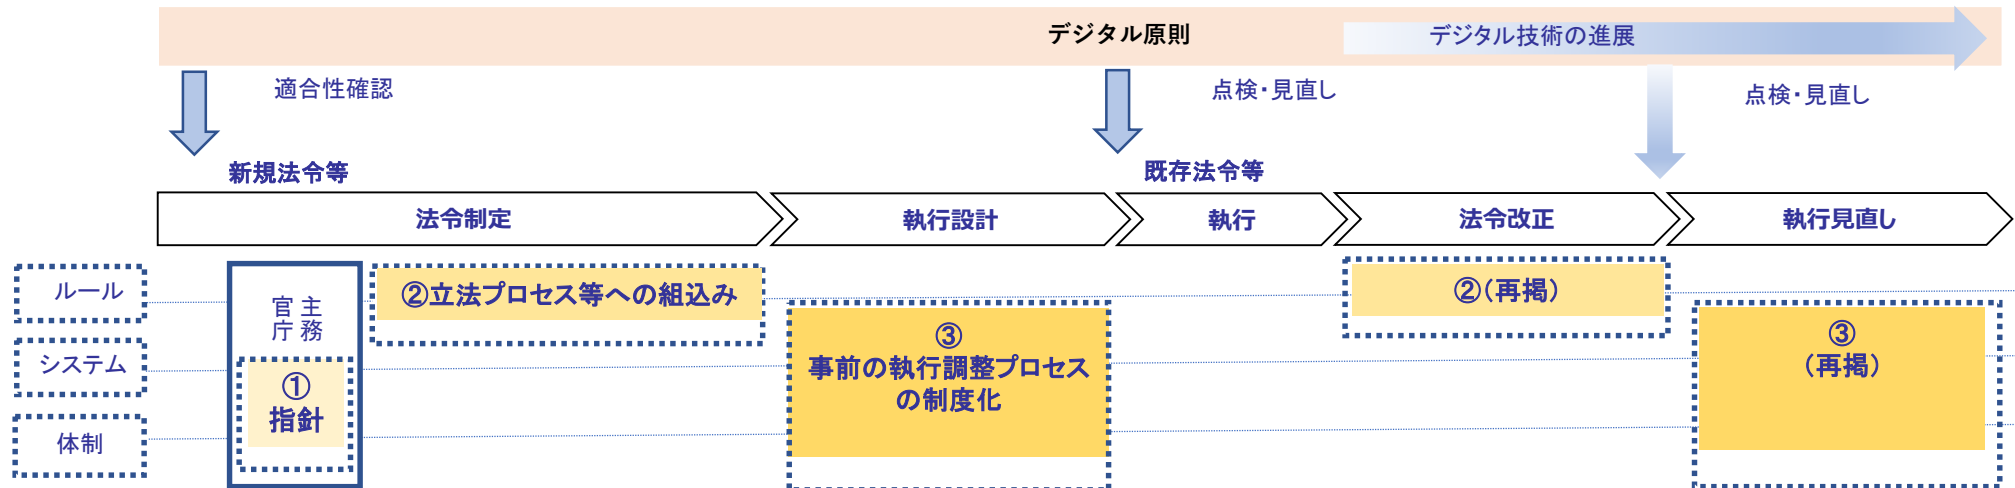 デジタル原則
デジタル技術の進展
適合性確認
点検・見直し
点検・見直し
新規法令等
既存法令等
法令制定
執行設計
執行
法令改正
執行見直し
ルール
システム
体制
主務
官庁
①
指針
②立法プロセス等への組込み
③
事前の執行調整プロセス
の制度化
②(再掲)
③
(再掲)